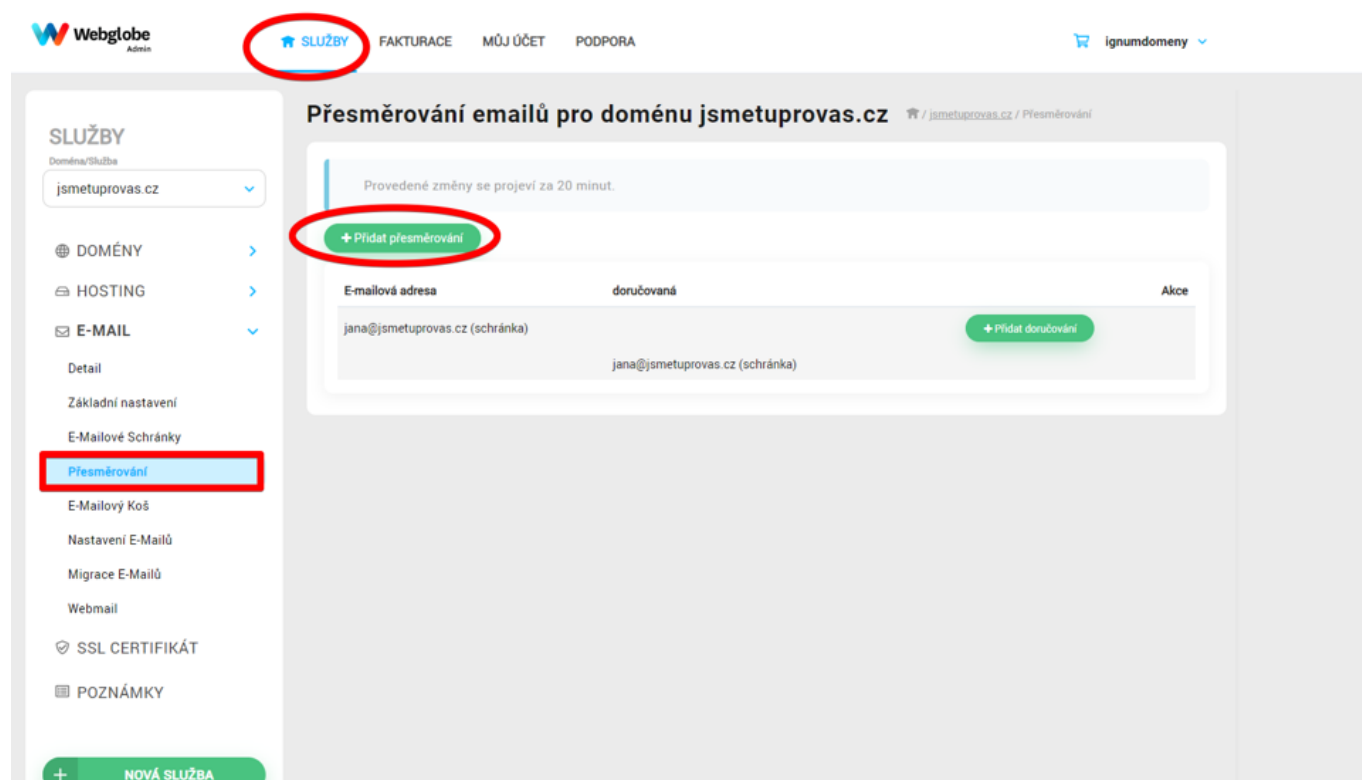 Webglobe
Admin
SLUŽBY FAKTURACE MŮJ ÚČET PODPORA ignumdomeny
SLUŽBY
Doména/Služba
jsmetuprovas.cz
DOMÉNY
HOSTING
E-MAIL
Detail
Základní nastavení
E-Mailové Schránky
Přesměrování
E-Mailový Koš
Nastavení E-Mailů
Migrace E-Mailů
Webmail
SSL CERTIFIKÁT
POZNÁMKY
+ NOVÁ SLUŽBA
Přesměrování emailů pro doménu jsmetuprovas.cz / jsmetuprovas.cz / Přesměrování
Provedené změny se projeví za 20 minut.
+ Přidat přesměrování
E-mailová adresa doručovaná Akce
jana@jsmetuprovas.cz (schránka) + Přidat doručování
jana@jsmetuprovas.cz (schránka)